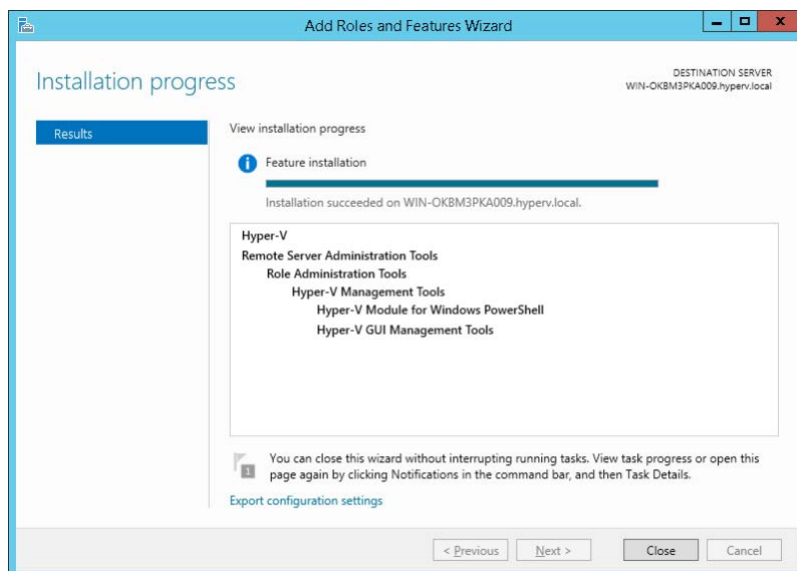 Add Roles and Features Wizard
Installation progress
DESTINATION SERVER
WIN-OKBM3PKA009.hyperv.local
Results
View installation progress
Feature installation
Installation succeeded on WIN-OKBM3PKA009.hyperv.local.
Hyper-V
Remote Server Administration Tools
Role Administration Tools
Hyper-V Management Tools
Hyper-V Module for Windows PowerShell
Hyper-V GUI Management Tools
1
You can close this wizard without interrupting running tasks. View task progress or open this
page again by clicking Notifications in the command bar, and then Task Details.
Export configuration settings
< Previous
Next >
Close
Cancel